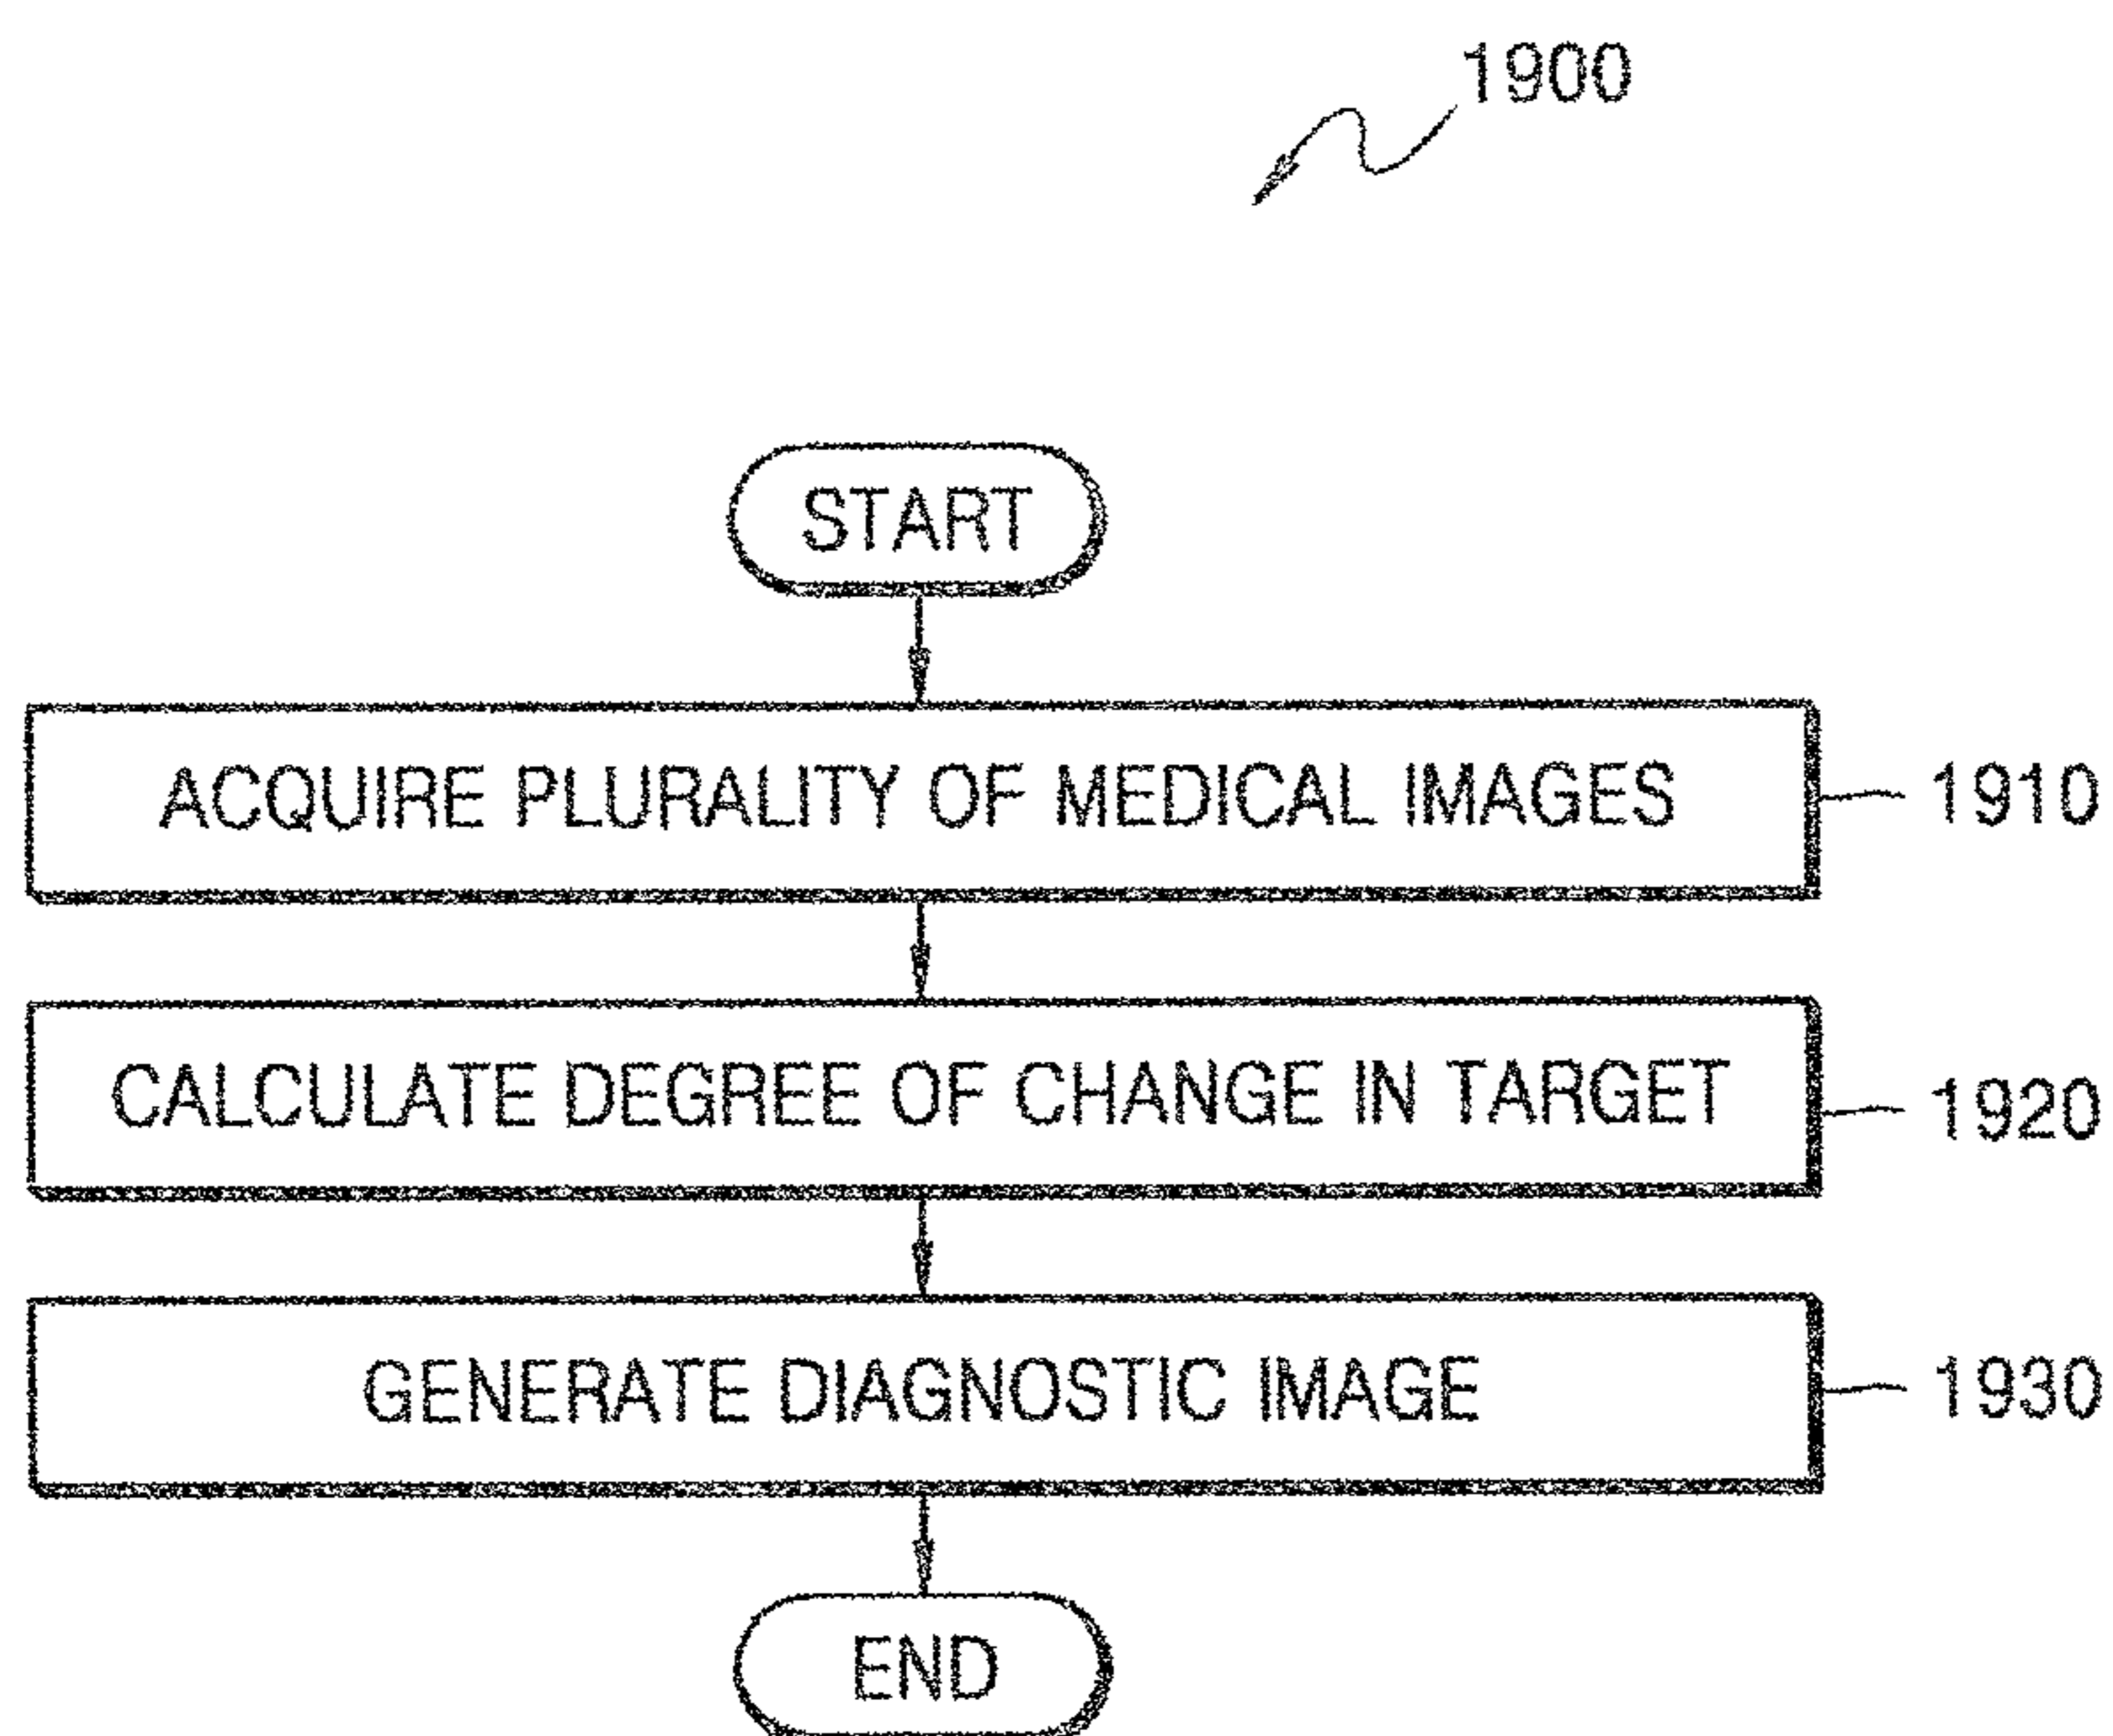 1900
START
ACQUIRE PLURALITY OF MEDICAL IMAGES
1910
CALCULATE DEGREE OF CHANGE IN TARGET
1920
GENERATE DIAGNOSTIC IMAGE
1930
END